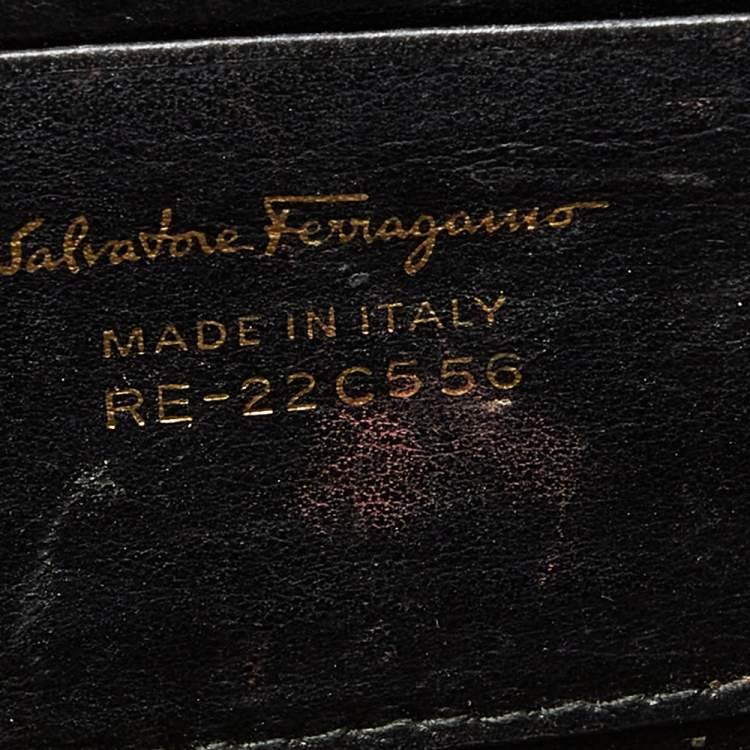 Salvatore Ferragamo
MADE IN ITALY
RE-22C556